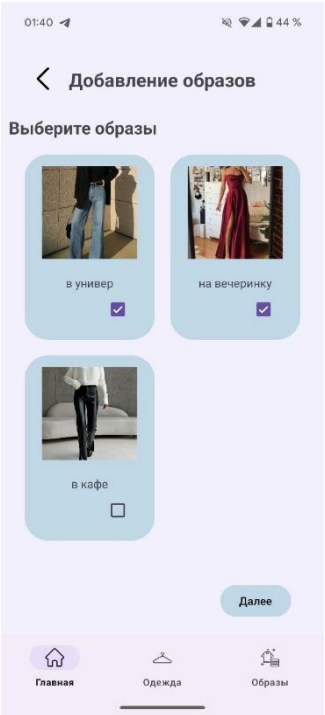 01:40 44 %
Добавление образов
Выберите образы
в универ на вечеринку
в кафе
Далее
Главная Одежда Образы